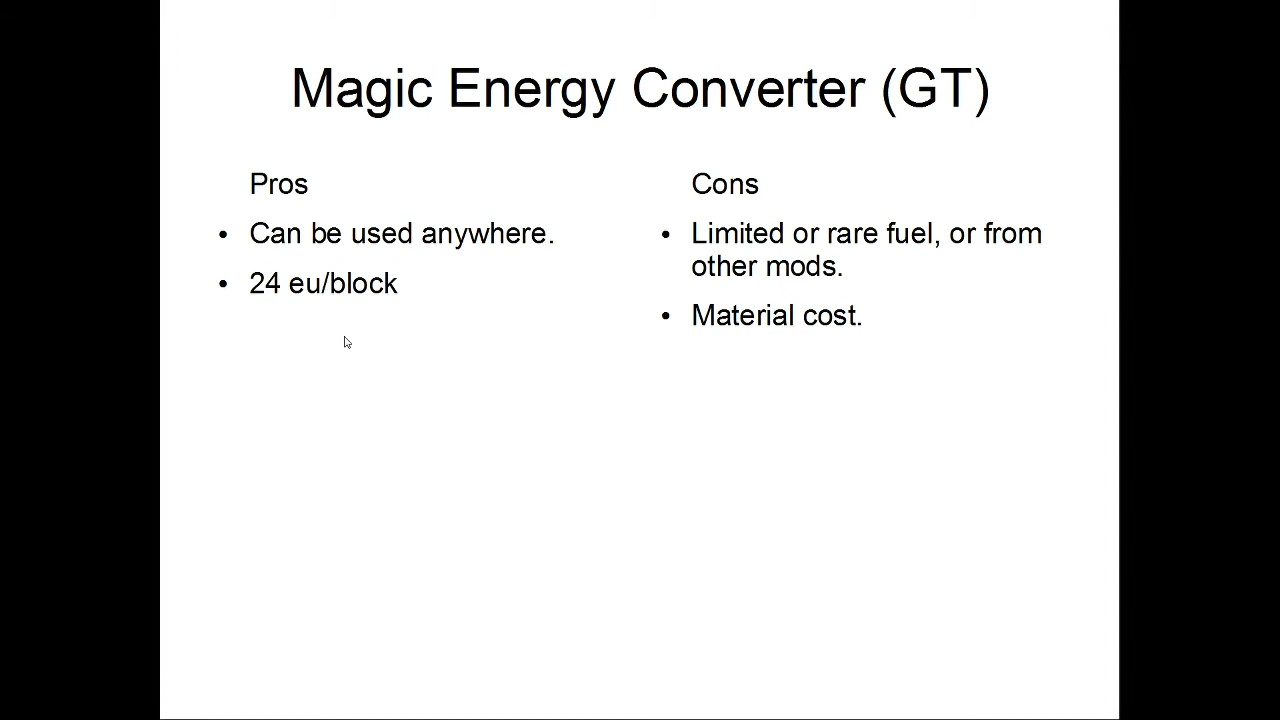 Magic Energy Converter (GT)
Pros
• Can be used anywhere.
• 24 eu/block
Cons
• Limited or rare fuel, or from
other mods.
• Material cost.